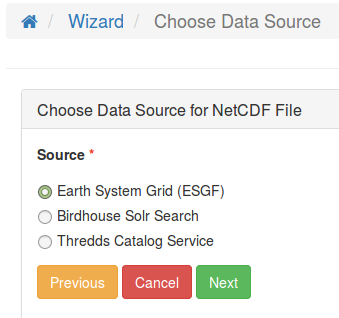 / Wizard / Choose Data Source
Choose Data Source for NetCDF File
Source *
Earth System Grid (ESGF)
Birdhouse Solr Search
Thredds Catalog Service
Previous Cancel Next